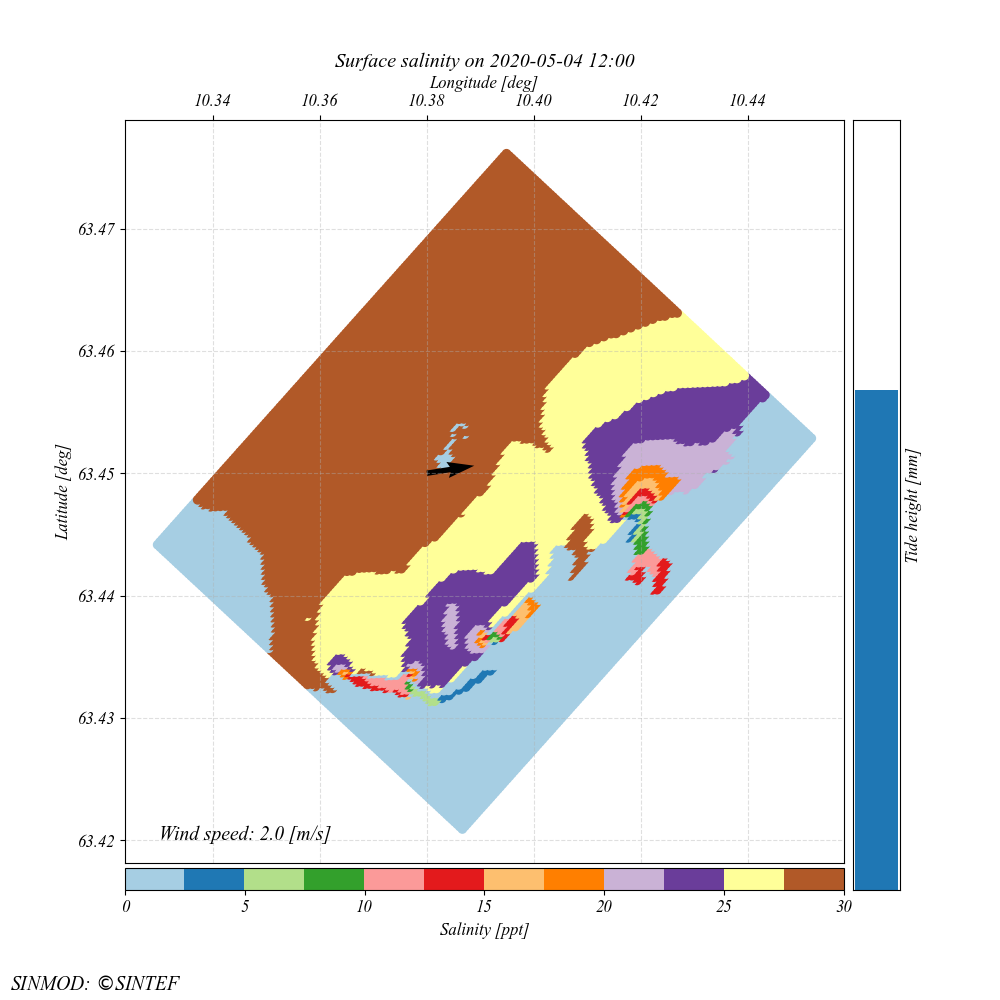 Surface salinity on 2020-05-04 12:00
Longitude [deg]
10.34 10.36 10.38 10.40 10.42 10.44
63.47
63.46
63.45
63.44
63.43
63.42
Latitude [deg]
Tide height [mm]
Wind speed: 2.0 [m/s]
0 5 10 15 20 25 30
Salinity [ppt]
SINMOD: ©SINTEF